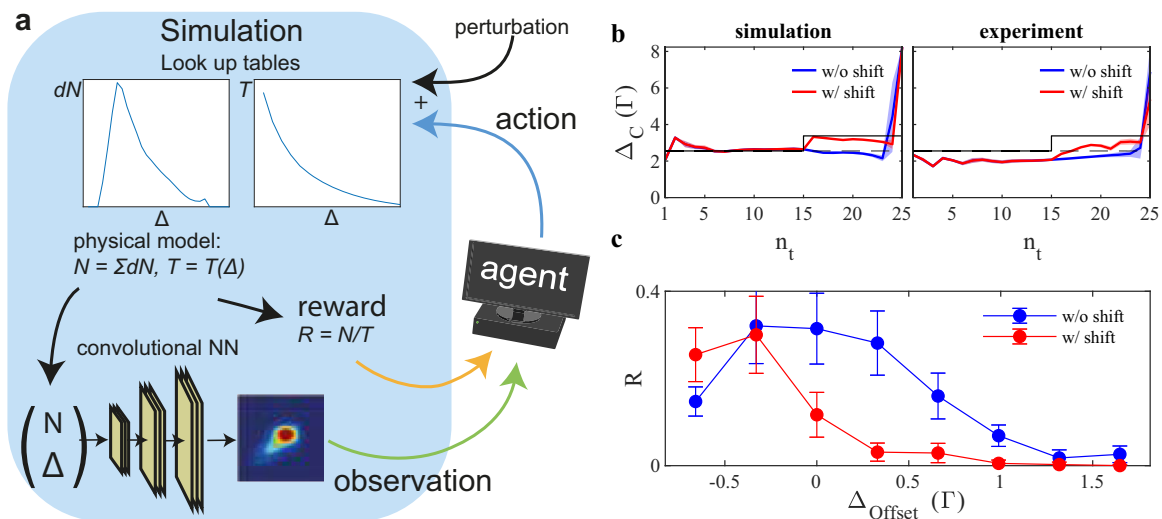 a
Simulation
Look up tables
dN
T
Δ
Δ
perturbation
+
action
physical model:
N = ΣdN, T = T(Δ)
reward
R = N/T
agent
convolutional NN
N
Δ
observation
b
simulation
experiment
Δ_C (Γ)
8
6
4
2
0
w/o shift
w/ shift
w/o shift
w/ shift
1 5 10 15 20 25
5 10 15 20 25
n_t
n_t
c
R
0.4
0
w/o shift
w/ shift
-0.5 0 0.5 1 1.5
Δ_Offset (Γ)